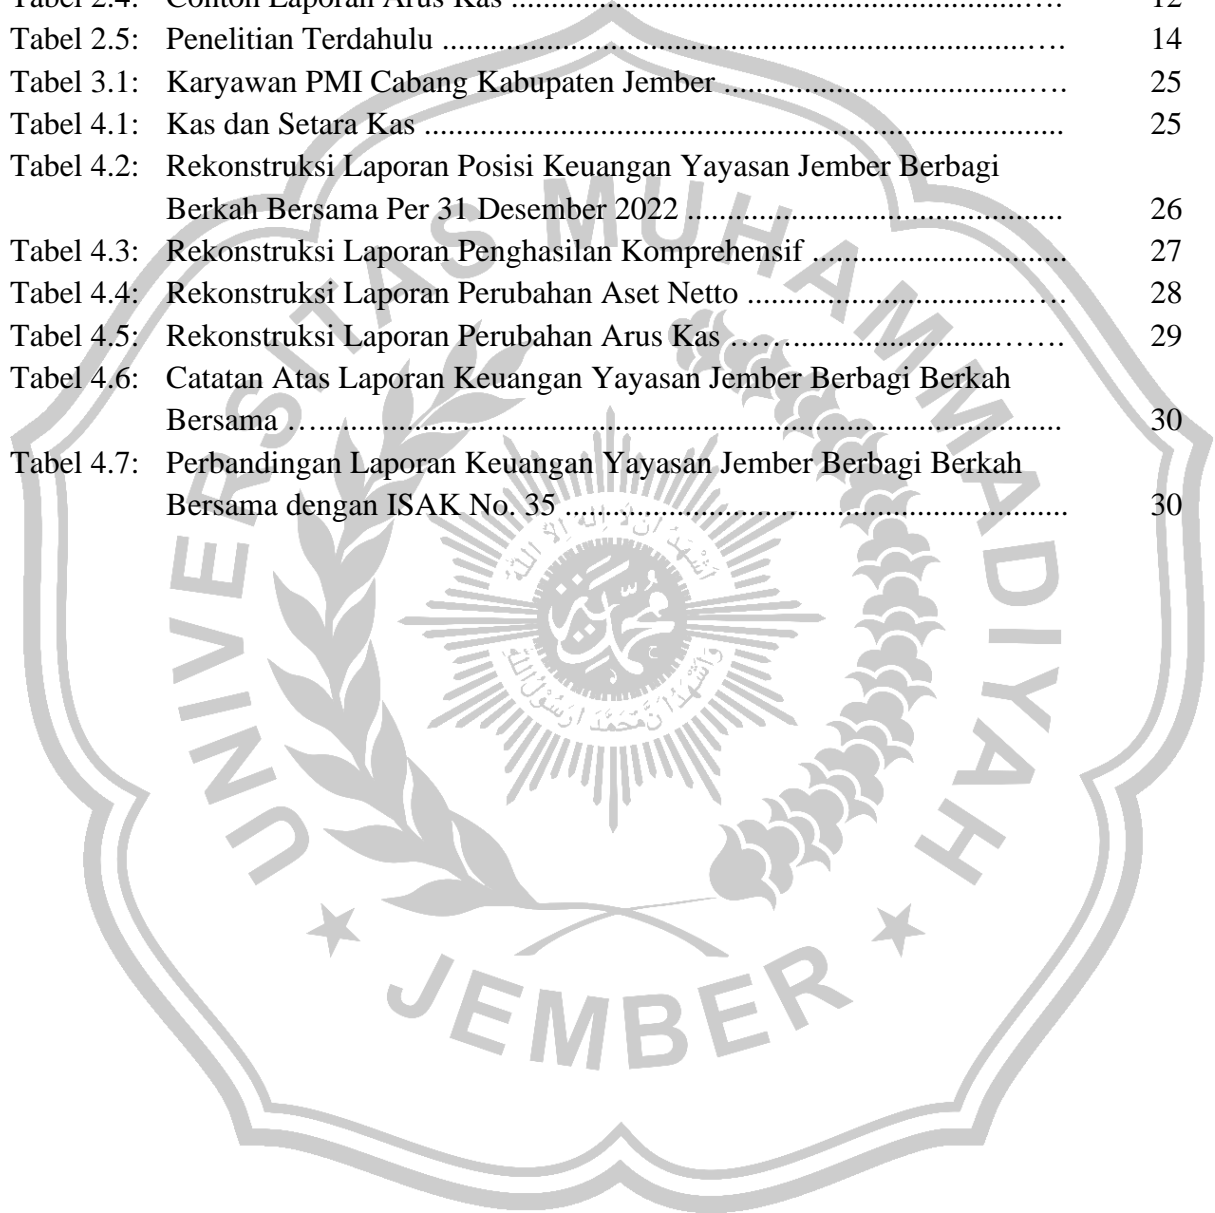 Tabel 2.4: Contoh Laporan Arus Kas ................................................................…. 12
Tabel 2.5: Penelitian Terdahulu .........................................................................…. 14
Tabel 3.1: Karyawan PMI Cabang Kabupaten Jember ......................................…. 25
Tabel 4.1: Kas dan Setara Kas ............................................................................... 25
Tabel 4.2: Rekonstruksi Laporan Posisi Keuangan Yayasan Jember Berbagi
Berkah Bersama Per 31 Desember 2022 .............................................. 26
Tabel 4.3: Rekonstruksi Laporan Penghasilan Komprehensif ............................…  27
Tabel 4.4: Rekonstruksi Laporan Perubahan Aset Netto ...................................…. 28
Tabel 4.5: Rekonstruksi Laporan Perubahan Arus Kas ……..........................……. 29
Tabel 4.6: Catatan Atas Laporan Keuangan Yayasan Jember Berbagi Berkah
Bersama …............................................................................................ 30
Tabel 4.7: Perbandingan Laporan Keuangan Yayasan Jember Berbagi Berkah
Bersama dengan ISAK No. 35 .............................................................. 30
UNIVERSITAS MUHAMMADIYAH
JEMBER